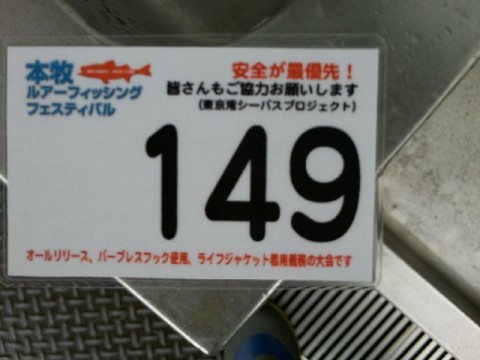 本牧
ルアーフィッシング
フェスティバル
安全が最優先！
皆さんもご協力お願いします
(東京湾シーバスプロジェクト)
149
オールリリース、バーブレスフック使用、ライフジャケット着用義務の大会です